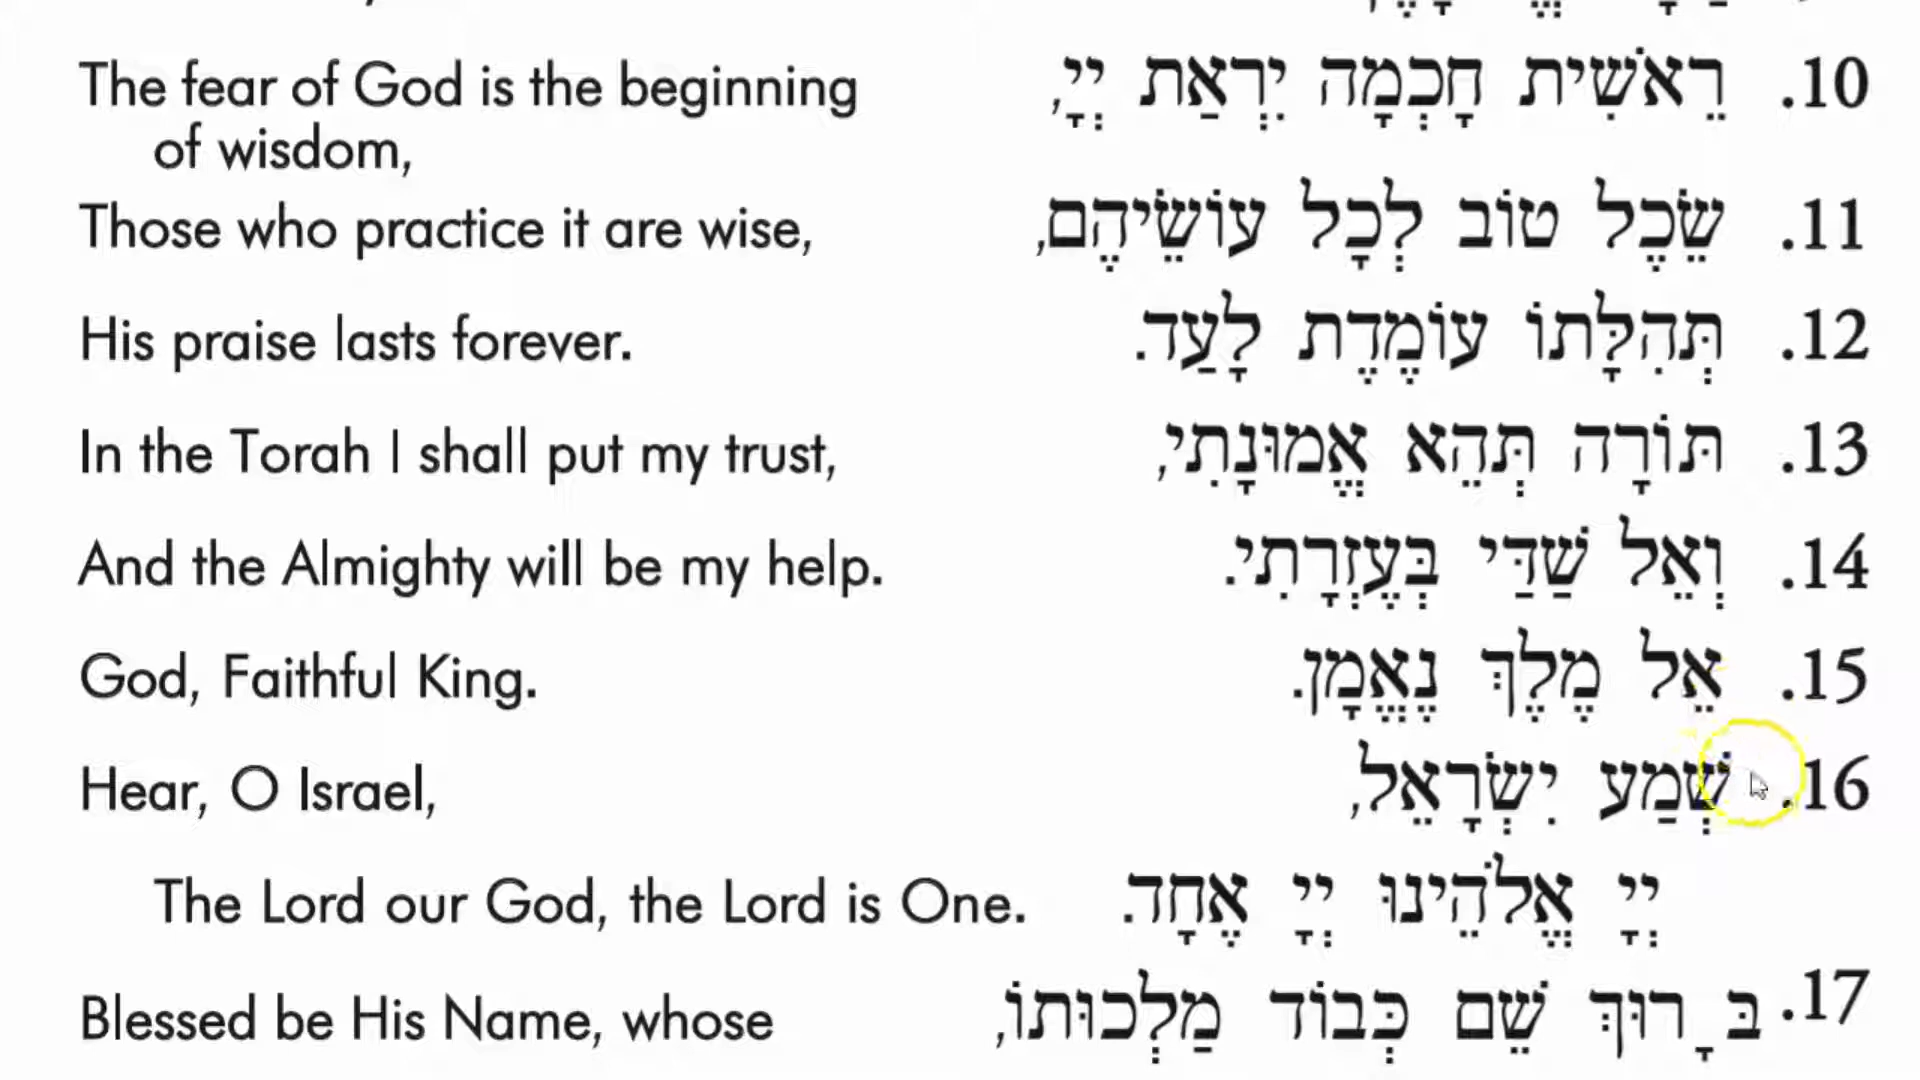 The fear of God is the beginning רֵאשִׁית חָכְמָה יִרְאַת יְיָ, .10
of wisdom,
Those who practice it are wise, שֵׂכֶל טוֹב לְכָל עוֹשֵׂיהֶם, .11
His praise lasts forever. תְּהִלָּתוֹ עוֹמֶדֶת לָעַד. .12
In the Torah I shall put my trust, תּוֹרָה תְּהֵא אֱמוּנָתִי, .13
And the Almighty will be my help. וְאֵל שַׁדַּי בְּעֶזְרָתִי. .14
God, Faithful King. אֵל מֶלֶךְ נֶאֱמָן. .15
Hear, O Israel, שְׁמַע יִשְׂרָאֵל, .16
The Lord our God, the Lord is One. יְיָ אֱלֹהֵינוּ יְיָ אֶחָד.
Blessed be His Name, whose בָּרוּךְ שֵׁם כְּבוֹד מַלְכוּתוֹ, .17